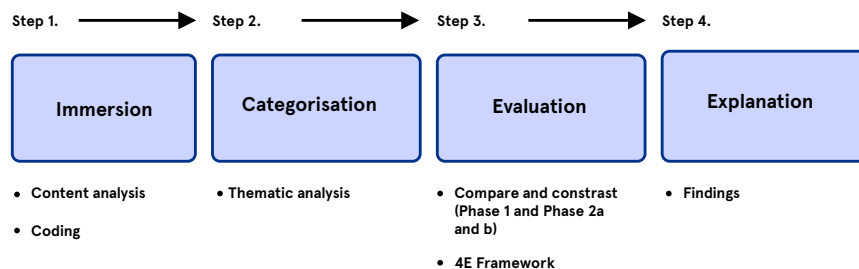 Step 1.
Step 2.
Step 3.
Step 4.
Immersion
Categorisation
Evaluation
Explanation
• Content analysis
• Coding
• Thematic analysis
• Compare and constrast
(Phase 1 and Phase 2a
and b)
• 4E Framework
• Findings